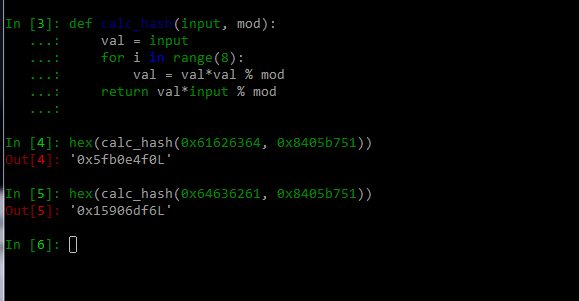 In [3]: def calc_hash(input, mod):
   ...:     val = input
   ...:     for i in range(8):
   ...:         val = val*val % mod
   ...:     return val*input % mod
   ...:
In [4]: hex(calc_hash(0x61626364, 0x8405b751))
Out[4]: '0x5fb0e4f0L'
In [5]: hex(calc_hash(0x64636261, 0x8405b751))
Out[5]: '0x15906df6L'
In [6]: